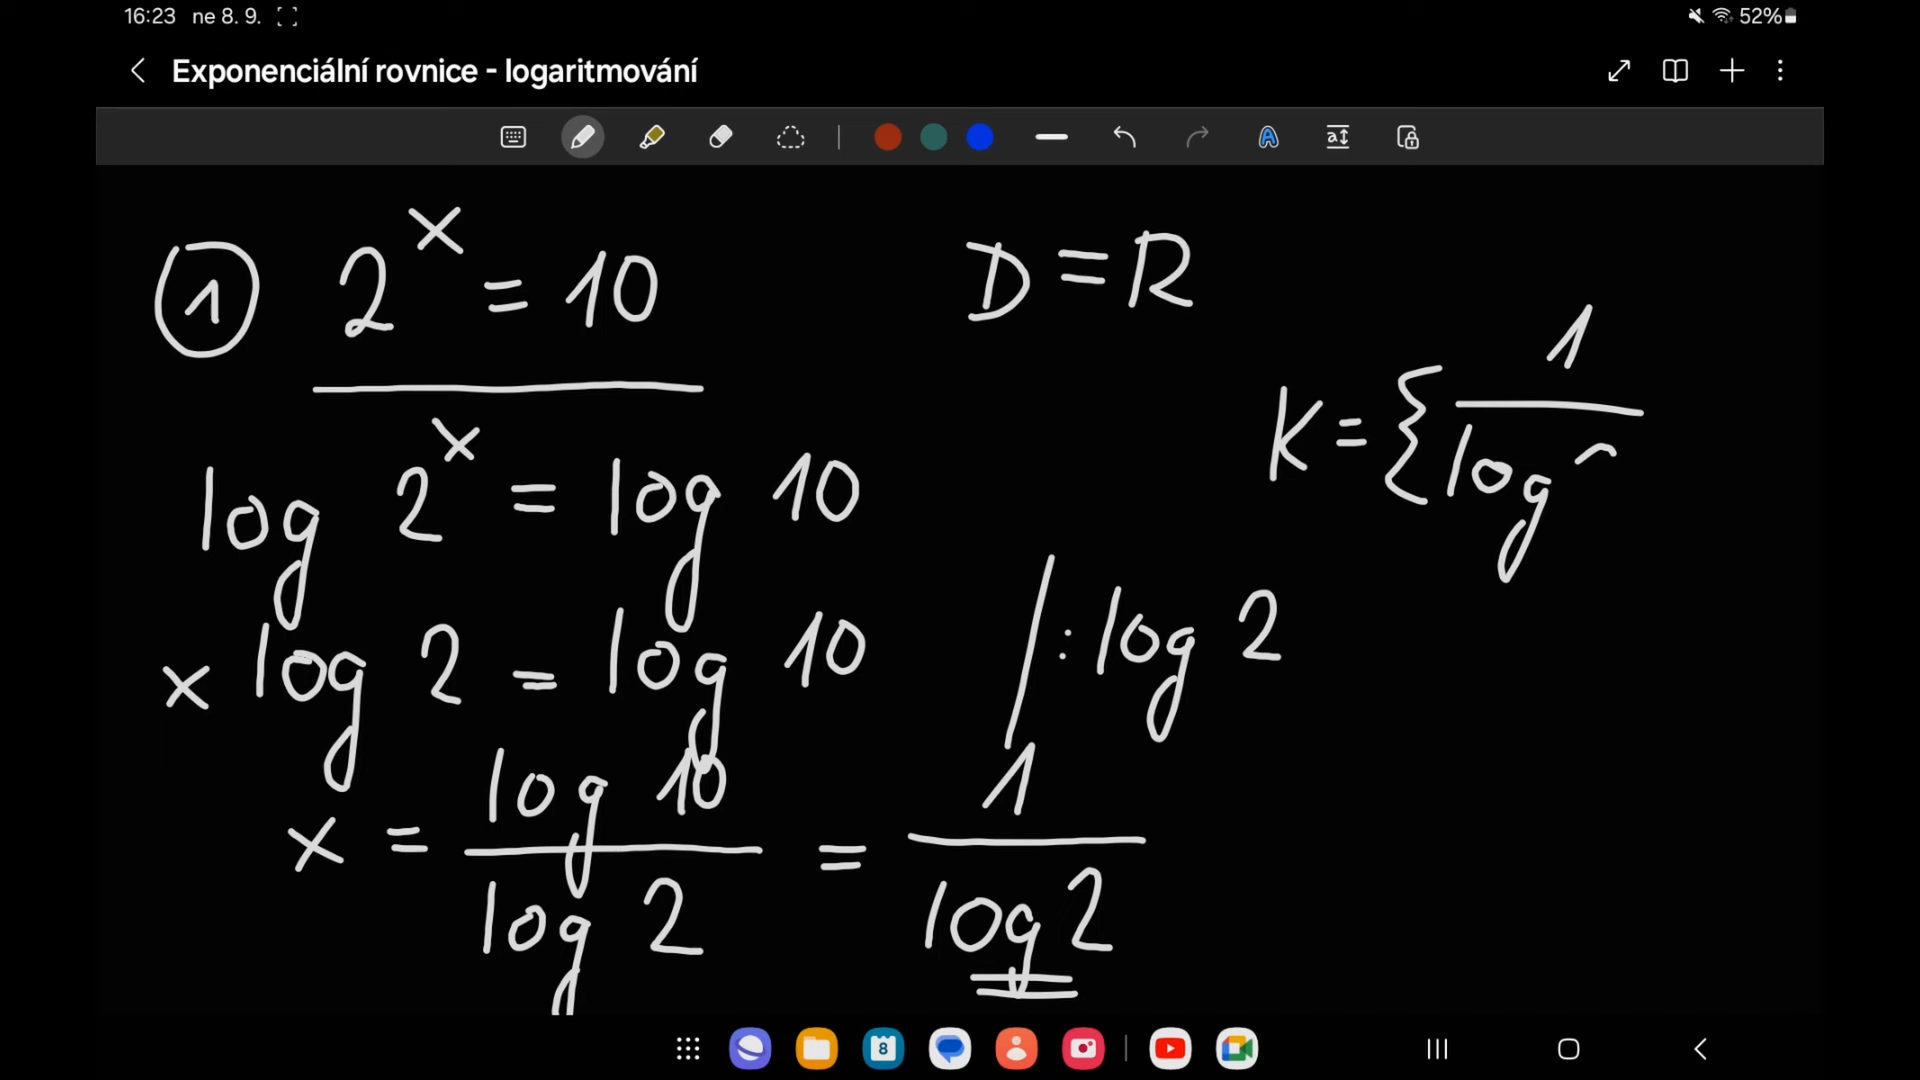 16:23 ne 8. 9. 52%
Exponenciální rovnice - logaritmování
1 2^x = 10 D = R
log 2^x = log 10 K = { 1 / log
x log 2 = log 10 | : log 2
x = log 10 / log 2 = 1 / log 2
8